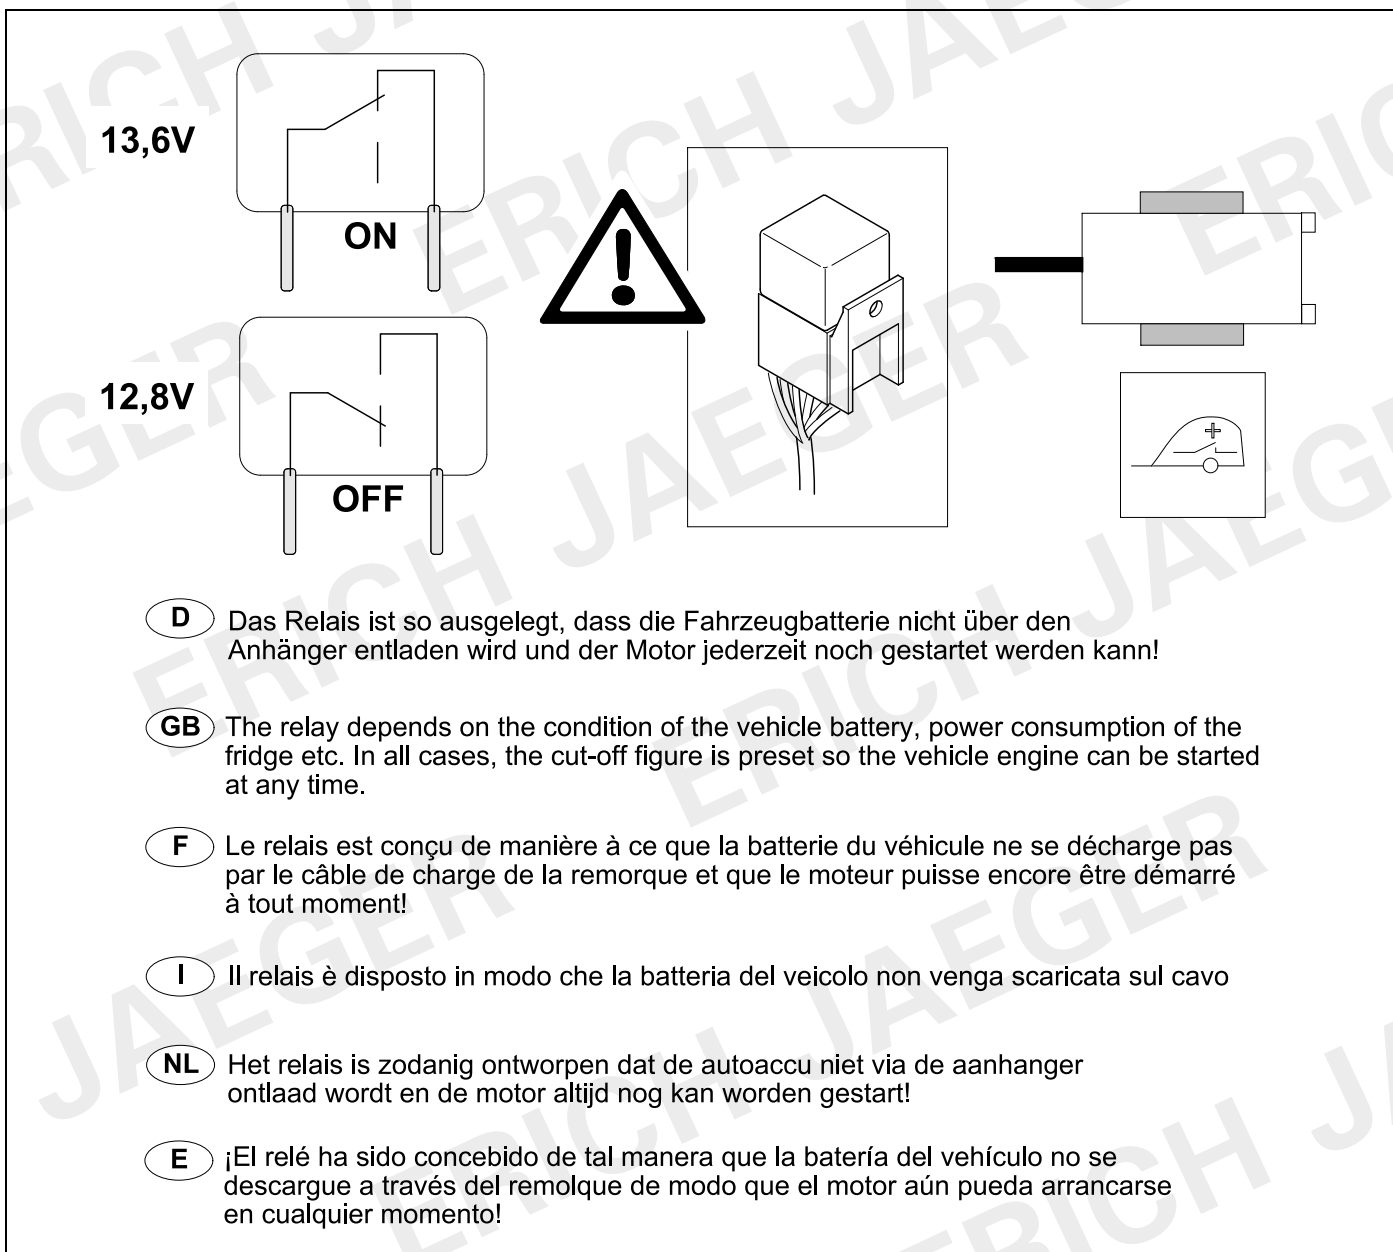 13,6V
ON
12,8V
OFF
D Das Relais ist so ausgelegt, dass die Fahrzeugbatterie nicht über den
Anhänger entladen wird und der Motor jederzeit noch gestartet werden kann!
GB The relay depends on the condition of the vehicle battery, power consumption of the
fridge etc. In all cases, the cut-off figure is preset so the vehicle engine can be started
at any time.
F Le relais est conçu de manière à ce que la batterie du véhicule ne se décharge pas
par le câble de charge de la remorque et que le moteur puisse encore être démarré
à tout moment!
I Il relais è disposto in modo che la batteria del veicolo non venga scaricata sul cavo
NL Het relais is zodanig ontworpen dat de autoaccu niet via de aanhanger
ontlaad wordt en de motor altijd nog kan worden gestart!
E ¡El relé ha sido concebido de tal manera que la batería del vehículo no se
descargue a través del remolque de modo que el motor aún pueda arrancarse
en cualquier momento!
ERICH JAEGER